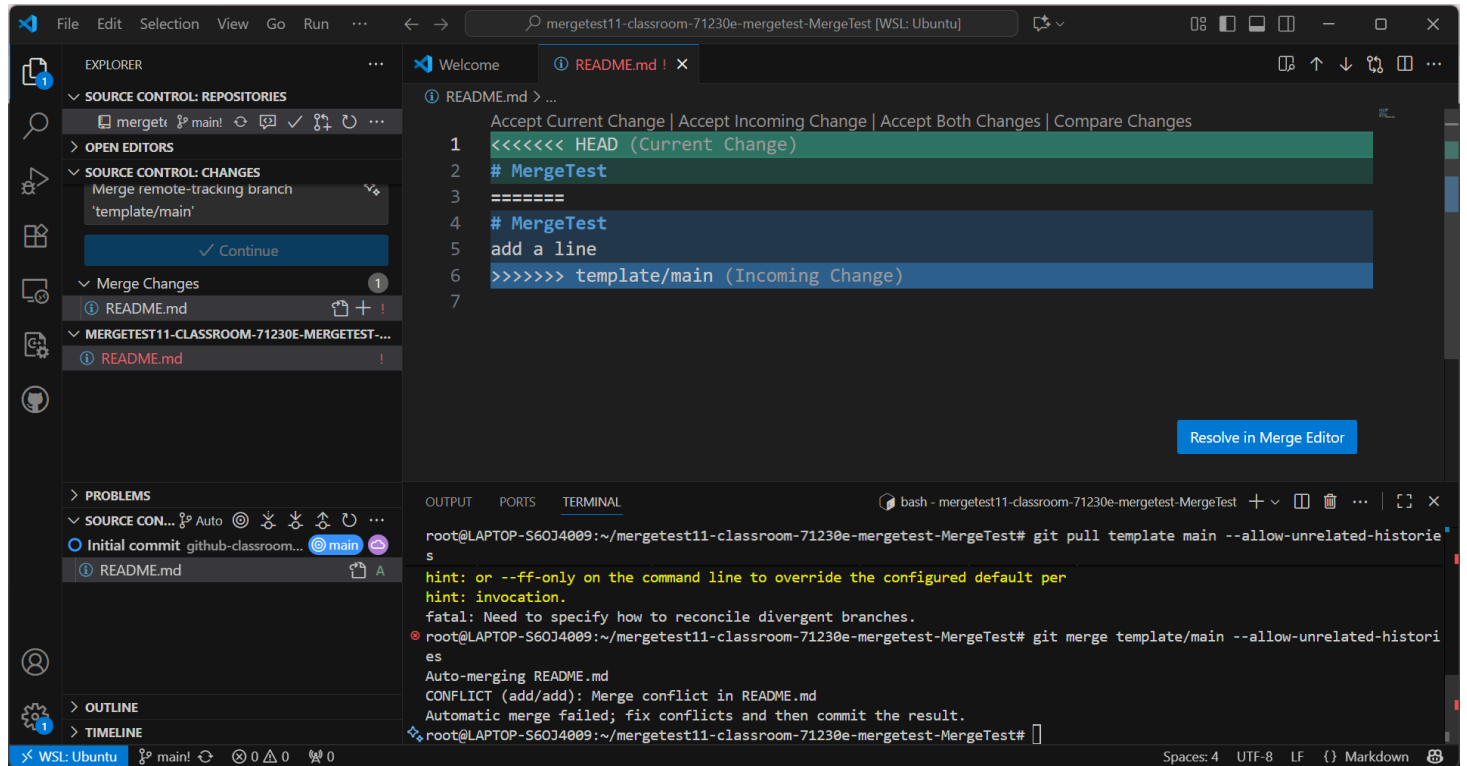 File Edit Selection View Go Run ···
mergetest11-classroom-71230e-mergetest-MergeTest [WSL: Ubuntu]
1
EXPLORER ···
SOURCE CONTROL: REPOSITORIES
mergete main! ···
OPEN EDITORS
SOURCE CONTROL: CHANGES
Merge remote-tracking branch
'template/main'
Continue
Merge Changes 1
README.md !
MERGETEST11-CLASSROOM-71230E-MERGETEST-...
README.md !
PROBLEMS
SOURCE CON... Auto ···
Initial commit github-classroom... main
README.md A
OUTLINE
TIMELINE
1
Welcome README.md !
README.md > ...
Accept Current Change | Accept Incoming Change | Accept Both Changes | Compare Changes
1 <<<<<<< HEAD (Current Change)
2 # MergeTest
3 =======
4 # MergeTest
5 add a line
6 >>>>>>> template/main (Incoming Change)
7
Resolve in Merge Editor
OUTPUT PORTS TERMINAL bash - mergetest11-classroom-71230e-mergetest-MergeTest ···
root@LAPTOP-S6OJ4009:~/mergetest11-classroom-71230e-mergetest-MergeTest# git pull template main --allow-unrelated-historie
s
hint: or --ff-only on the command line to override the configured default per
hint: invocation.
fatal: Need to specify how to reconcile divergent branches.
root@LAPTOP-S6OJ4009:~/mergetest11-classroom-71230e-mergetest-MergeTest# git merge template/main --allow-unrelated-histori
es
Auto-merging README.md
CONFLICT (add/add): Merge conflict in README.md
Automatic merge failed; fix conflicts and then commit the result.
root@LAPTOP-S6OJ4009:~/mergetest11-classroom-71230e-mergetest-MergeTest#
WSL: Ubuntu main! 0 0 0 Spaces: 4 UTF-8 LF {} Markdown